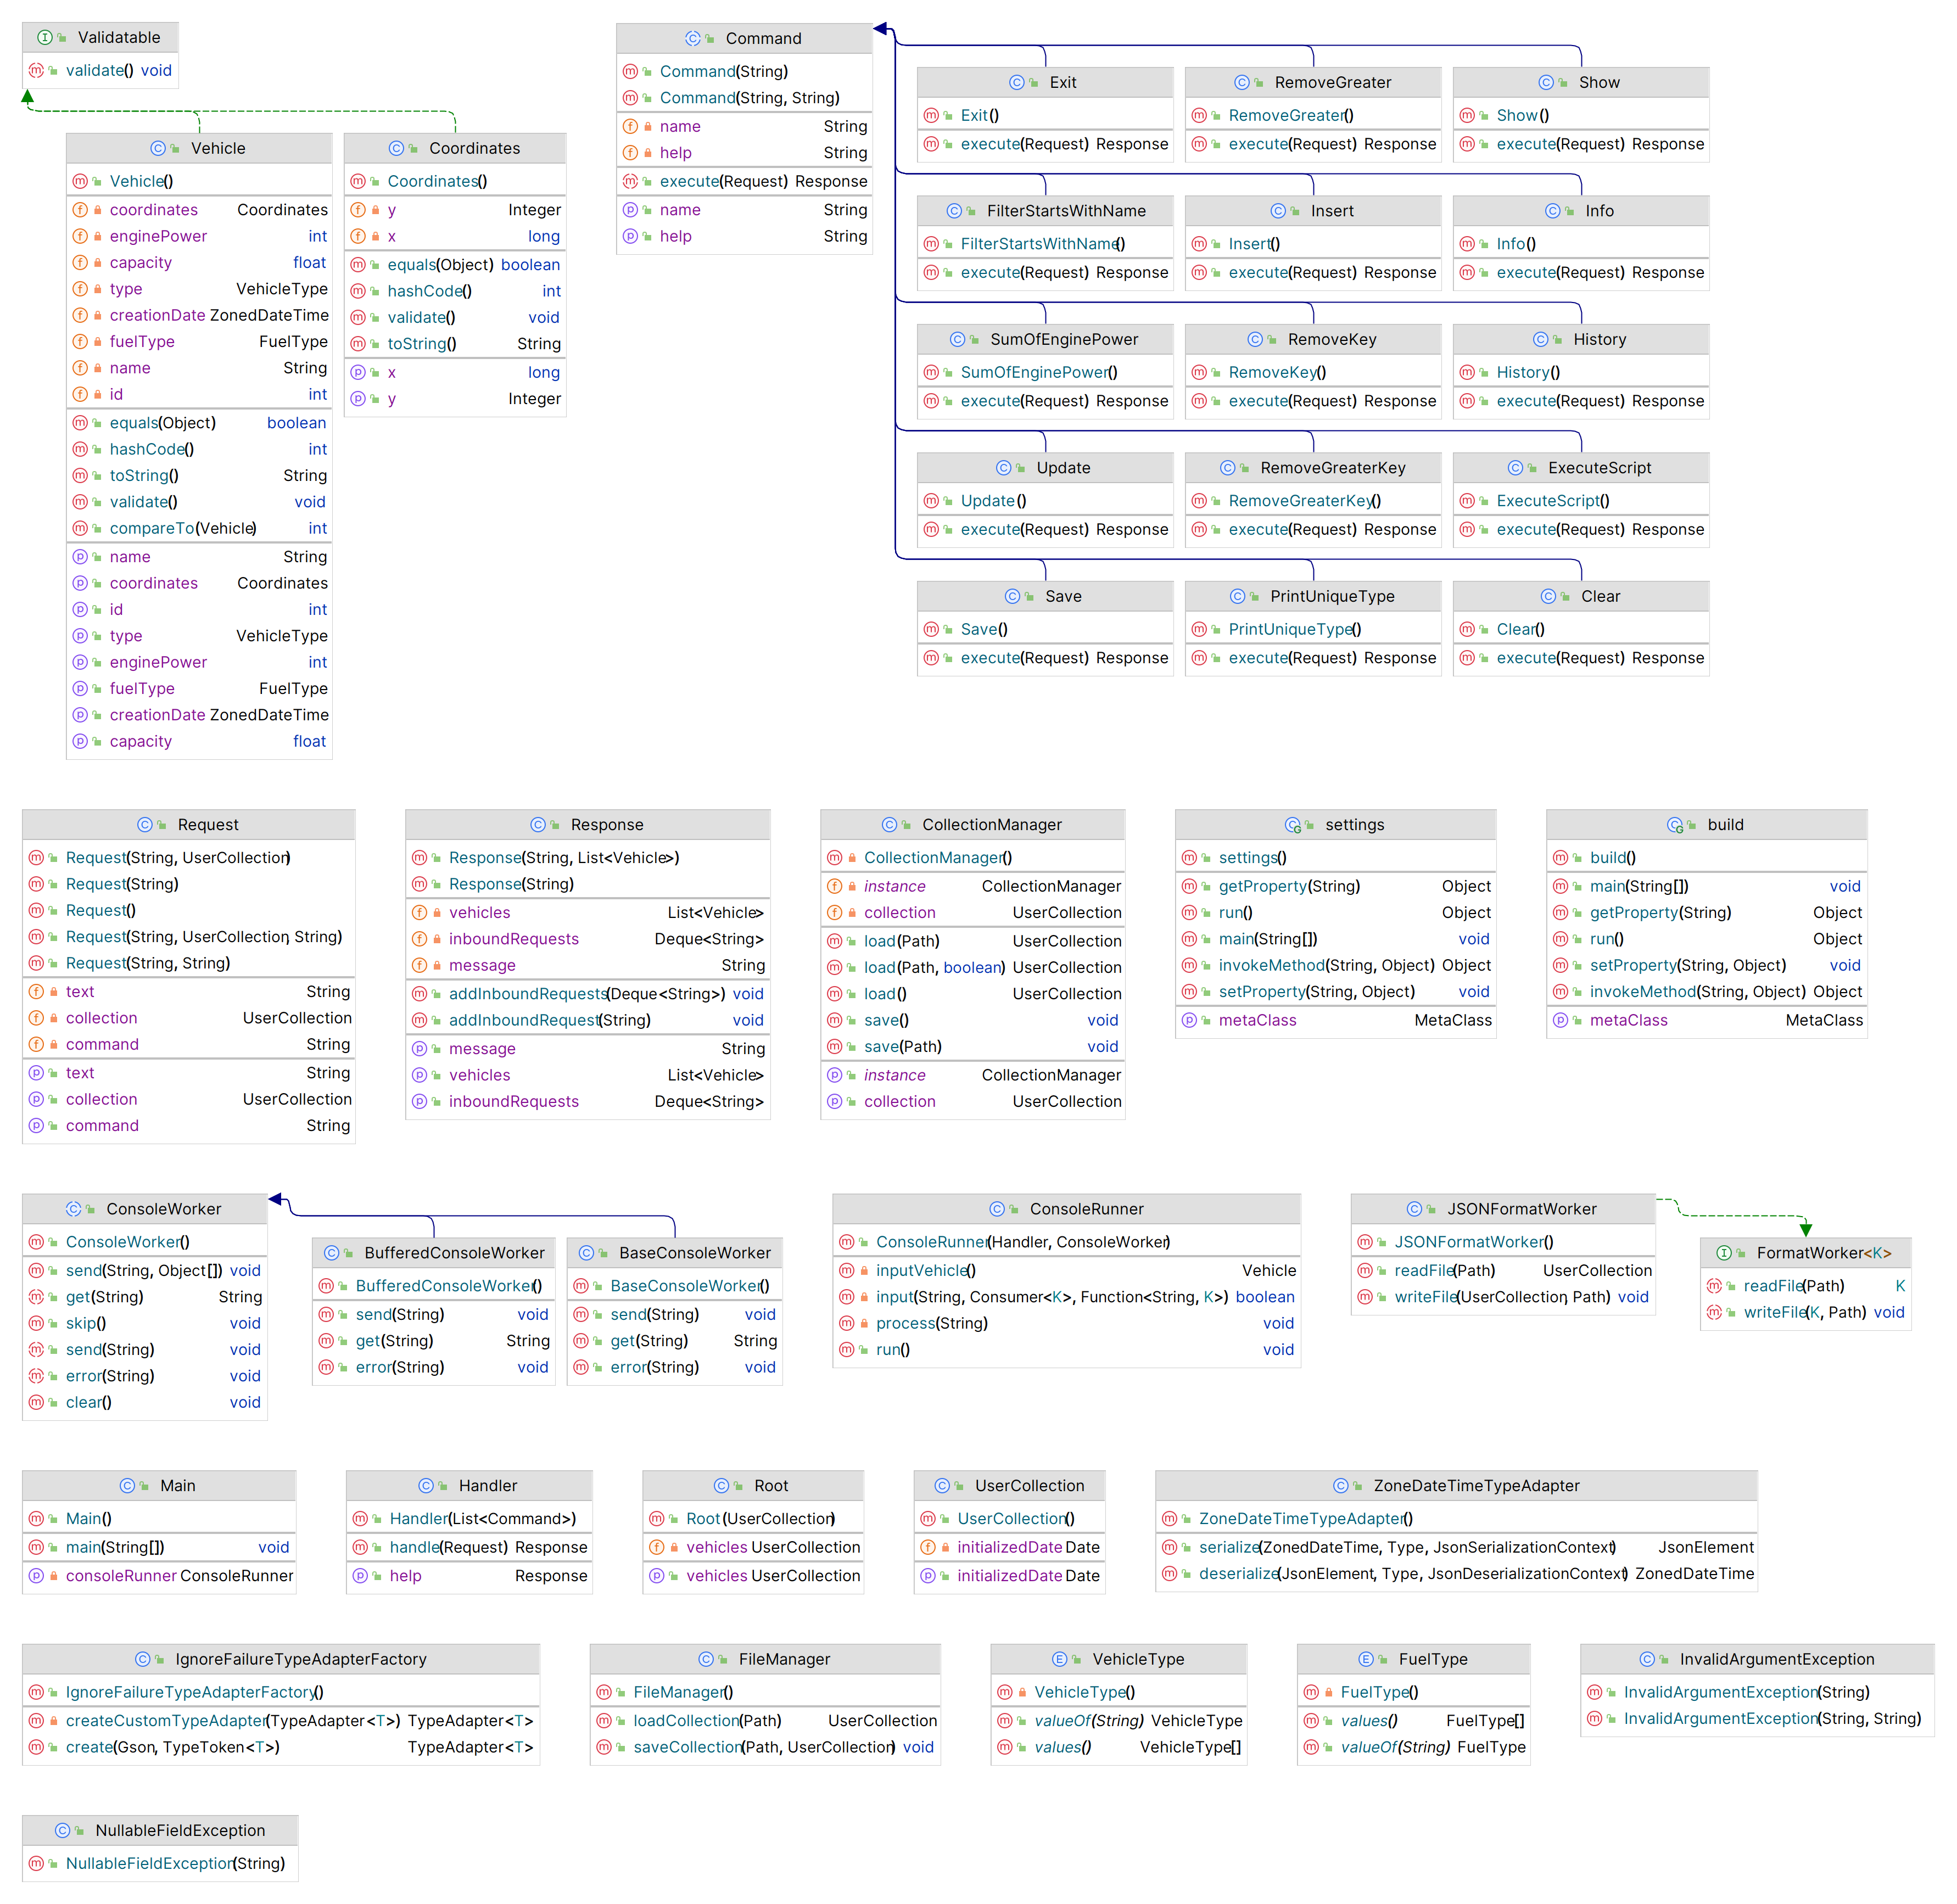 Validatable
validate() void
Vehicle
Vehicle()
coordinates Coordinates
enginePower int
capacity float
type VehicleType
creationDate ZonedDateTime
fuelType FuelType
name String
id int
equals(Object) boolean
hashCode() int
toString() String
validate() void
compareTo(Vehicle) int
name String
coordinates Coordinates
id int
type VehicleType
enginePower int
fuelType FuelType
creationDate ZonedDateTime
capacity float
Coordinates
Coordinates()
y Integer
x long
equals(Object) boolean
hashCode() int
validate() void
toString() String
x long
y Integer
Command
Command(String)
Command(String, String)
name String
help String
execute(Request) Response
name String
help String
Exit
Exit()
execute(Request) Response
RemoveGreater
RemoveGreater()
execute(Request) Response
Show
Show()
execute(Request) Response
FilterStartsWithName
FilterStartsWithName()
execute(Request) Response
Insert
Insert()
execute(Request) Response
Info
Info()
execute(Request) Response
SumOfEnginePower
SumOfEnginePower()
execute(Request) Response
RemoveKey
RemoveKey()
execute(Request) Response
History
History()
execute(Request) Response
Update
Update()
execute(Request) Response
RemoveGreaterKey
RemoveGreaterKey()
execute(Request) Response
ExecuteScript
ExecuteScript()
execute(Request) Response
Save
Save()
execute(Request) Response
PrintUniqueType
PrintUniqueType()
execute(Request) Response
Clear
Clear()
execute(Request) Response
Request
Request(String, UserCollection)
Request(String)
Request()
Request(String, UserCollection, String)
Request(String, String)
text String
collection UserCollection
command String
text String
collection UserCollection
command String
Response
Response(String, List<Vehicle>)
Response(String)
vehicles List<Vehicle>
inboundRequests Deque<String>
message String
addInboundRequests(Deque<String>) void
addInboundRequest(String) void
message String
vehicles List<Vehicle>
inboundRequests Deque<String>
CollectionManager
CollectionManager()
instance CollectionManager
collection UserCollection
load(Path) UserCollection
load(Path, boolean) UserCollection
load() UserCollection
save() void
save(Path) void
instance CollectionManager
collection UserCollection
settings
settings()
getProperty(String) Object
run() Object
main(String[]) void
invokeMethod(String, Object) Object
setProperty(String, Object) void
metaClass MetaClass
build
build()
main(String[]) void
getProperty(String) Object
run() Object
setProperty(String, Object) void
invokeMethod(String, Object) Object
metaClass MetaClass
ConsoleWorker
ConsoleWorker()
send(String, Object[]) void
get(String) String
skip() void
send(String) void
error(String) void
clear() void
BufferedConsoleWorker
BufferedConsoleWorker()
send(String) void
get(String) String
error(String) void
BaseConsoleWorker
BaseConsoleWorker()
send(String) void
get(String) String
error(String) void
ConsoleRunner
ConsoleRunner(Handler, ConsoleWorker)
inputVehicle() Vehicle
input(String, Consumer<K>, Function<String, K>) boolean
process(String) void
run() void
JSONFormatWorker
JSONFormatWorker()
readFile(Path) UserCollection
writeFile(UserCollection, Path) void
FormatWorker<K>
readFile(Path) K
writeFile(K, Path) void
Main
Main()
main(String[]) void
consoleRunner ConsoleRunner
Handler
Handler(List<Command>)
handle(Request) Response
help Response
Root
Root(UserCollection)
vehicles UserCollection
vehicles UserCollection
UserCollection
UserCollection()
initializedDate Date
initializedDate Date
ZoneDateTimeTypeAdapter
ZoneDateTimeTypeAdapter()
serialize(ZonedDateTime, Type, JsonSerializationContext) JsonElement
deserialize(JsonElement, Type, JsonDeserializationContext) ZonedDateTime
IgnoreFailureTypeAdapterFactory
IgnoreFailureTypeAdapterFactory()
createCustomTypeAdapter(TypeAdapter<T>) TypeAdapter<T>
create(Gson, TypeToken<T>) TypeAdapter<T>
FileManager
FileManager()
loadCollection(Path) UserCollection
saveCollection(Path, UserCollection) void
VehicleType
VehicleType()
valueOf(String) VehicleType
values() VehicleType[]
FuelType
FuelType()
values() FuelType[]
valueOf(String) FuelType
InvalidArgumentException
InvalidArgumentException(String)
InvalidArgumentException(String, String)
NullableFieldException
NullableFieldException(String)